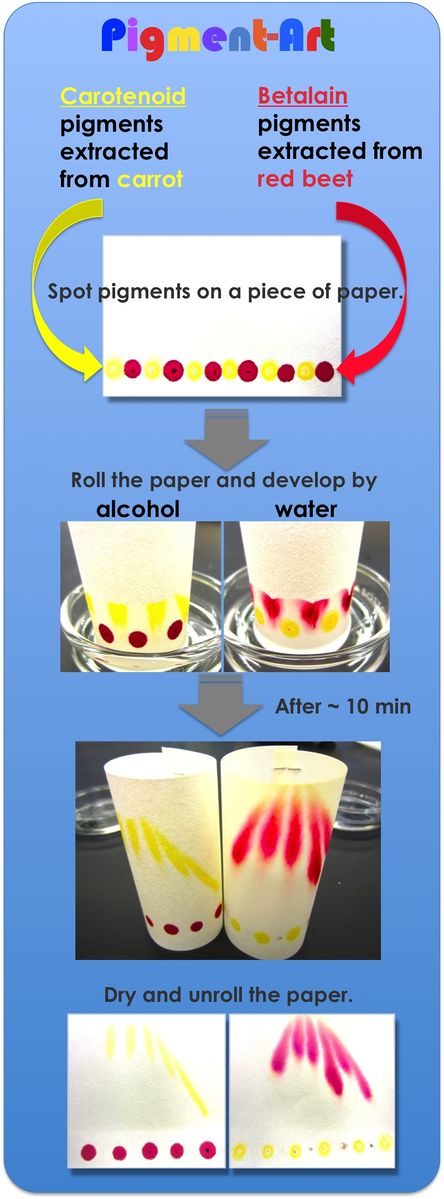 Pigment-Art
Carotenoid
pigments
extracted
from carrot
Betalain
pigments
extracted from
red beet
Spot pigments on a piece of paper.
Roll the paper and develop by
alcohol
water
After ~ 10 min
Dry and unroll the paper.